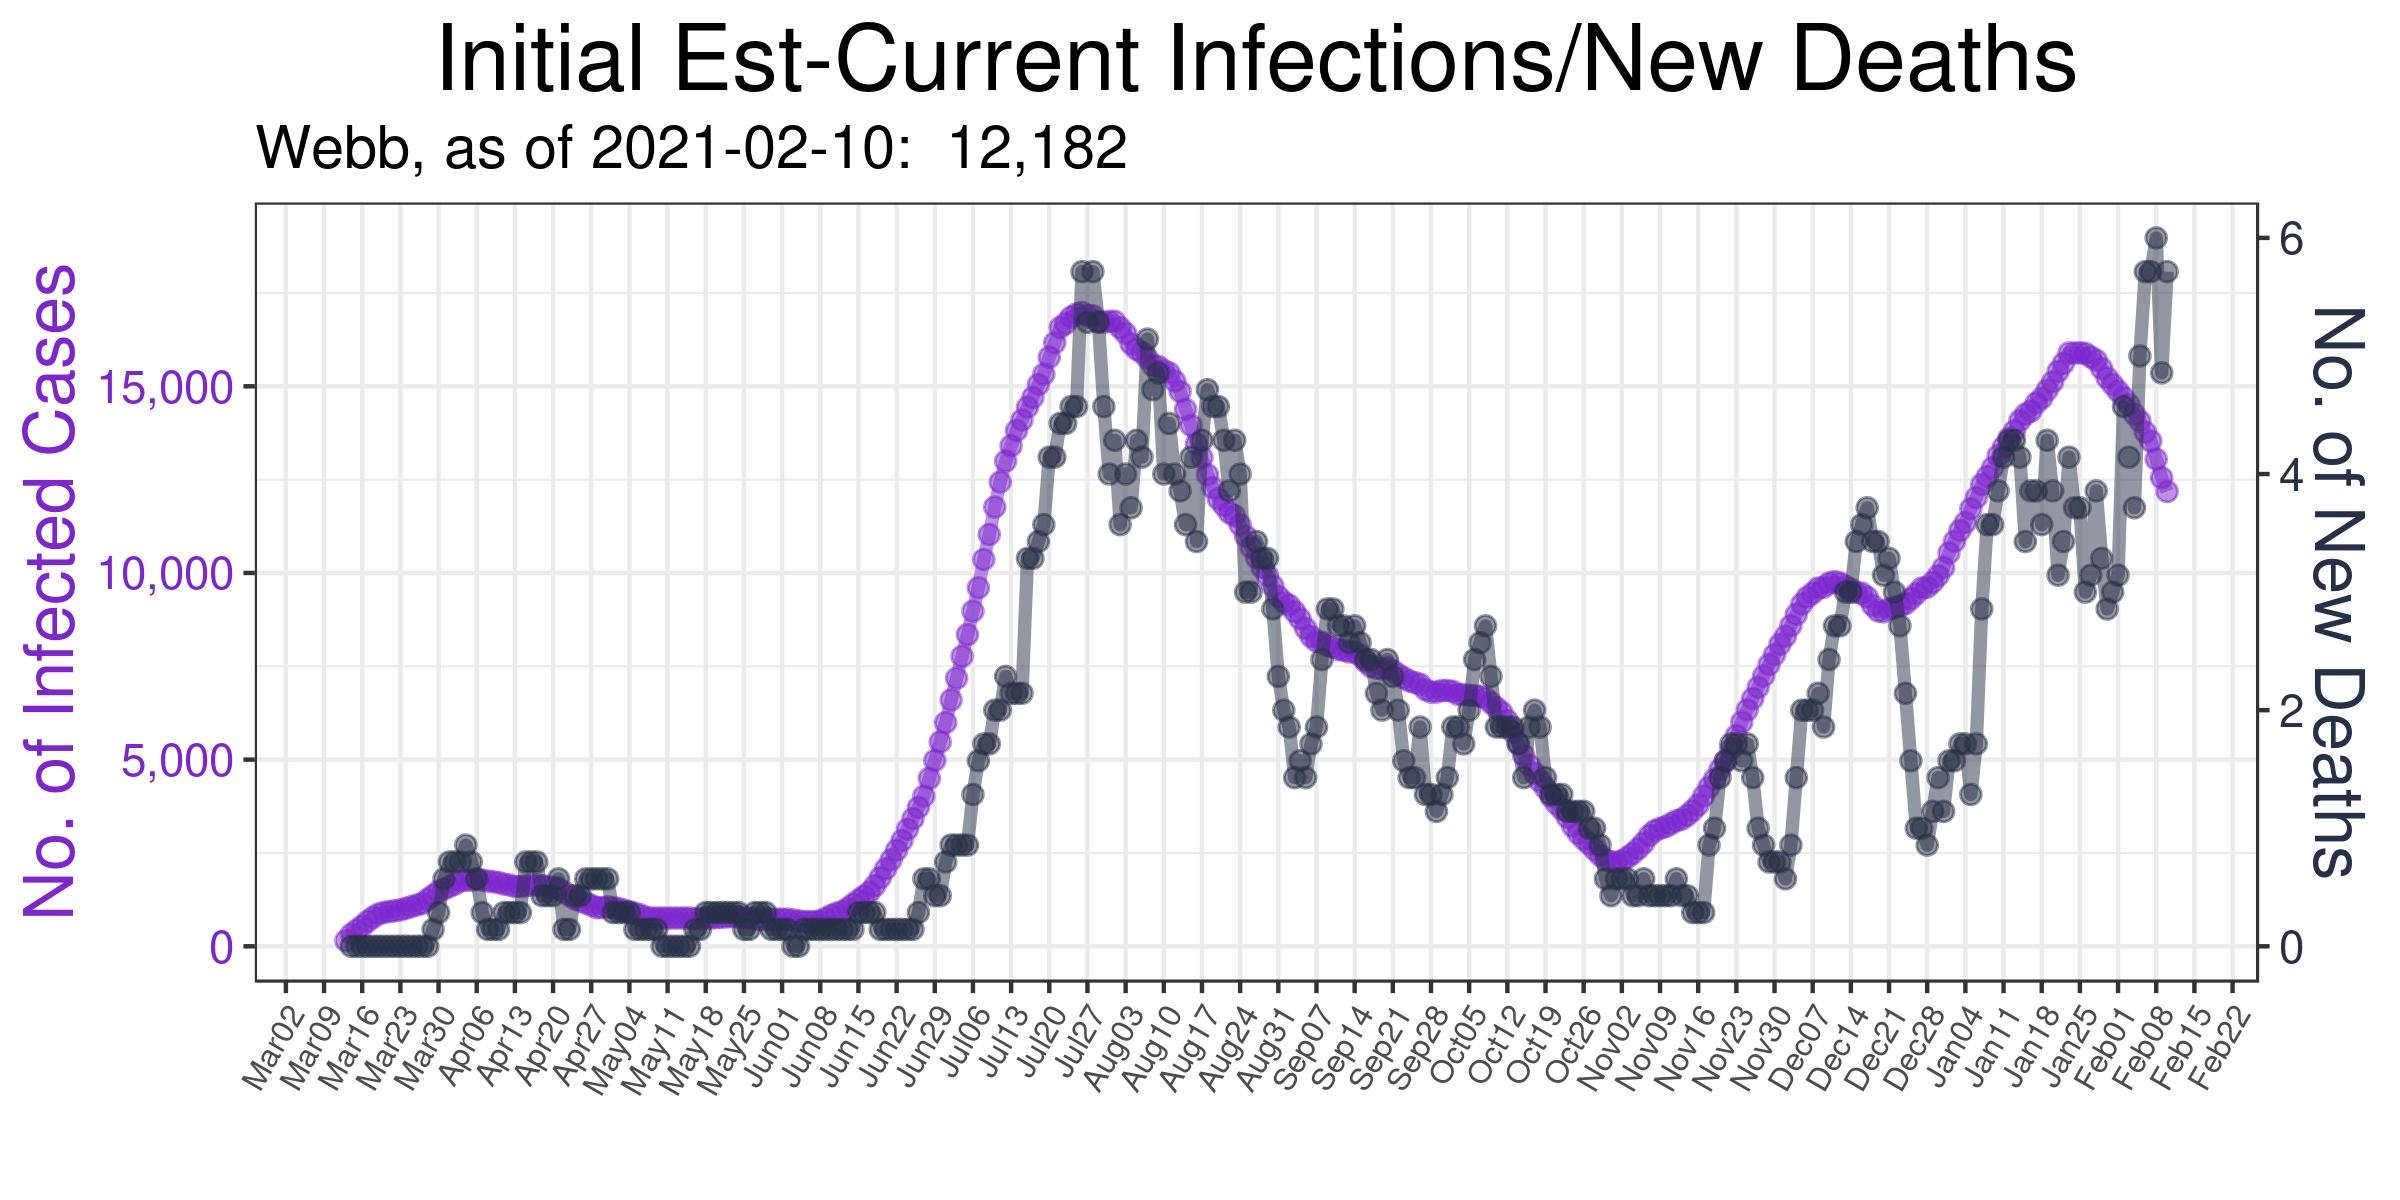 Initial Est-Current Infections/New Deaths
Webb, as of 2021-02-10:  12,182
No. of Infected Cases
15,000
10,000
5,000
0
6
4
2
0
No. of New Deaths
Mar02 Mar09 Mar16 Mar23 Mar30 Apr06 Apr13 Apr20 Apr27 May04 May11 May18 May25 Jun01 Jun08 Jun15 Jun22 Jun29 Jul06 Jul13 Jul20 Jul27 Aug03 Aug10 Aug17 Aug24 Aug31 Sep07 Sep14 Sep21 Sep28 Oct05 Oct12 Oct19 Oct26 Nov02 Nov09 Nov16 Nov23 Nov30 Dec07 Dec14 Dec21 Dec28 Jan04 Jan11 Jan18 Jan25 Feb01 Feb08 Feb15 Feb22